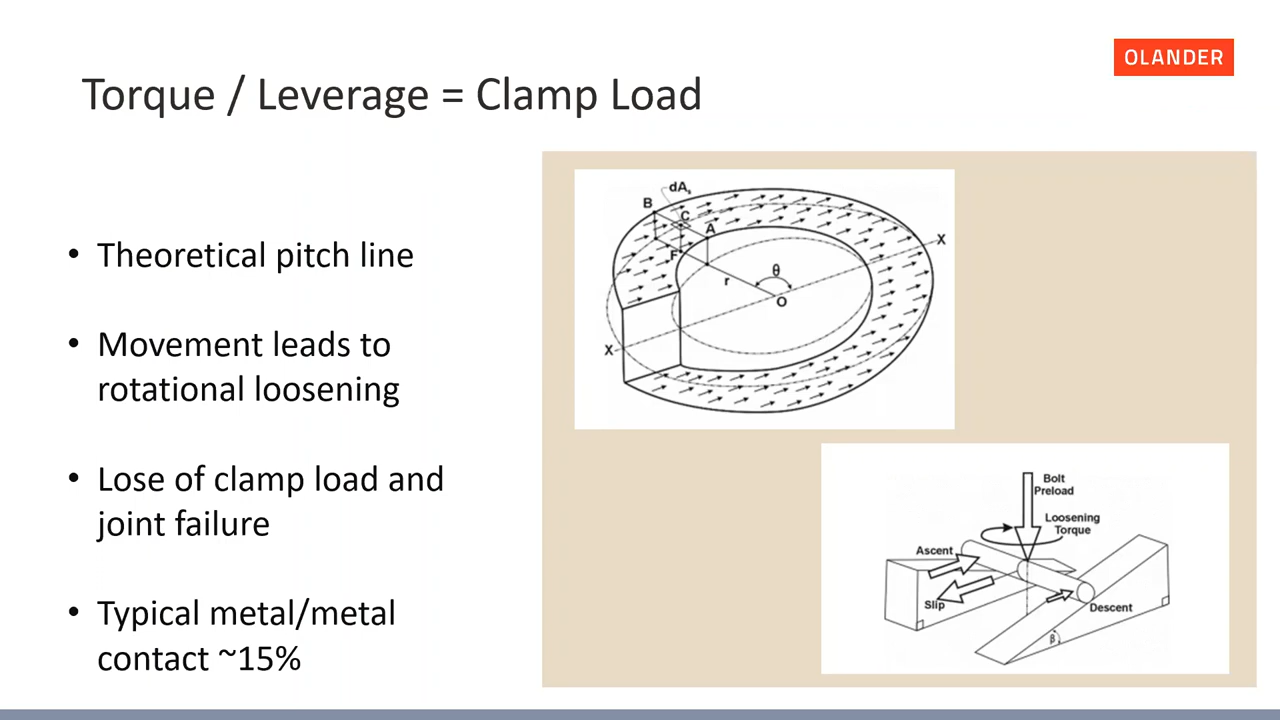 OLANDER
Torque / Leverage = Clamp Load
• Theoretical pitch line
• Movement leads to
rotational loosening
• Lose of clamp load and
joint failure
• Typical metal/metal
contact ~15%
dAs
B
C
A
X
F
θ
r
O
X
Bolt
Preload
Loosening
Torque
Ascent
Slip
Descent
β